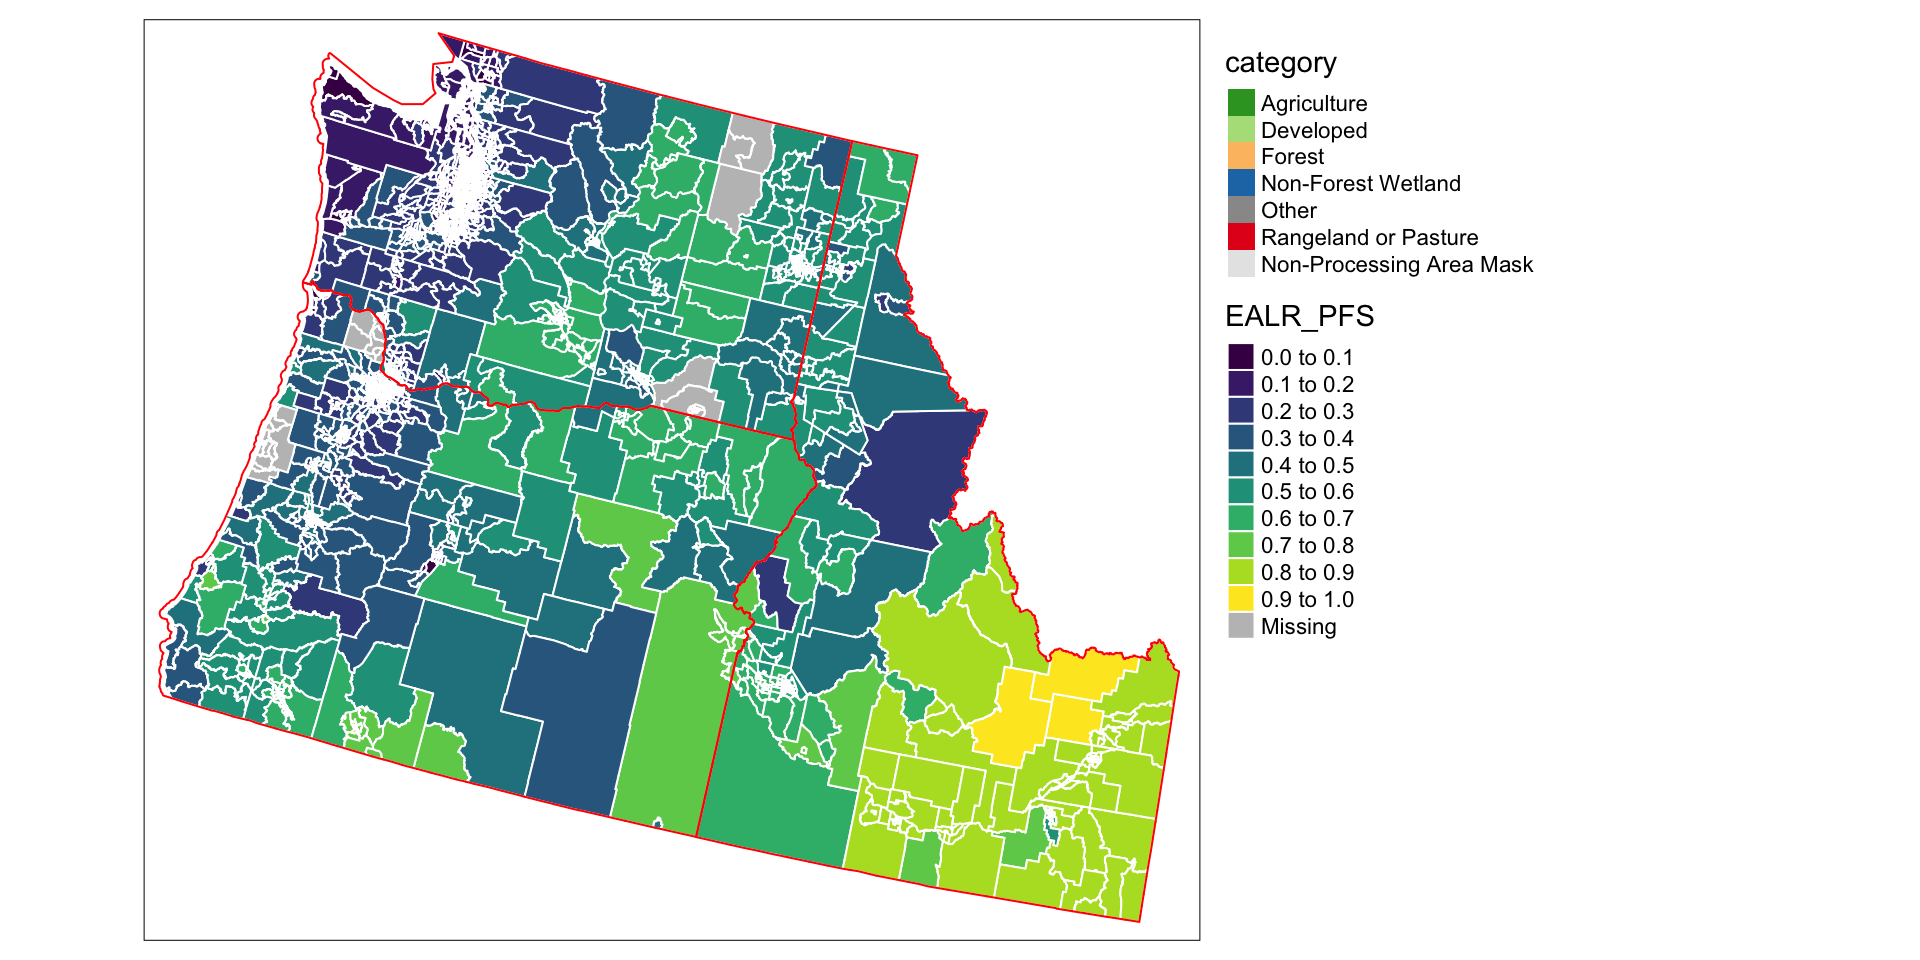 category
Agriculture
Developed
Forest
Non-Forest Wetland
Other
Rangeland or Pasture
Non-Processing Area Mask
EALR_PFS
0.0 to 0.1
0.1 to 0.2
0.2 to 0.3
0.3 to 0.4
0.4 to 0.5
0.5 to 0.6
0.6 to 0.7
0.7 to 0.8
0.8 to 0.9
0.9 to 1.0
Missing